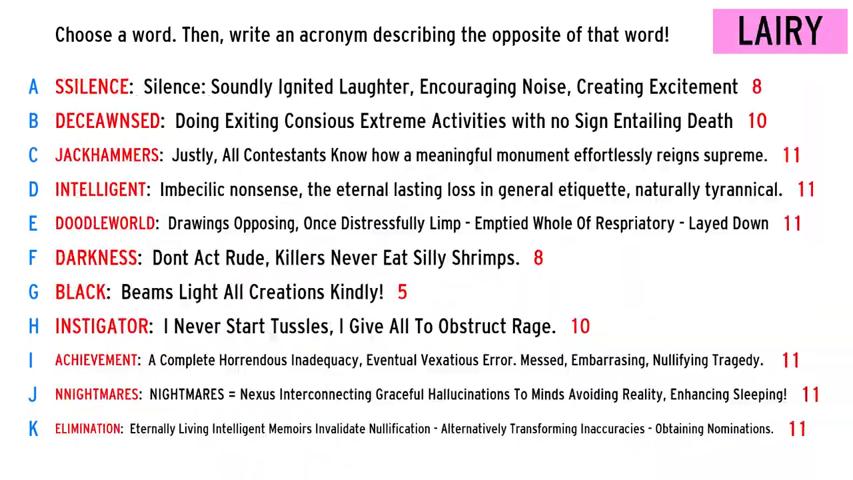 Choose a word. Then, write an acronym describing the opposite of that word!
LAIRY
A SSILENCE: Silence: Soundly Ignited Laughter, Encouraging Noise, Creating Excitement 8
B DECEAWNSED: Doing Exiting Consious Extreme Activities with no Sign Entailing Death 10
C JACKHAMMERS: Justly, All Contestants Know how a meaningful monument effortlessly reigns supreme. 11
D INTELLIGENT: Imbecilic nonsense, the eternal lasting loss in general etiquette, naturally tyrannical. 11
E DOODLEWORLD: Drawings Opposing, Once Distressfully Limp - Emptied Whole Of Respriatory - Layed Down 11
F DARKNESS: Dont Act Rude, Killers Never Eat Silly Shrimps. 8
G BLACK: Beams Light All Creations Kindly! 5
H INSTIGATOR: I Never Start Tussles, I Give All To Obstruct Rage. 10
I ACHIEVEMENT: A Complete Horrendous Inadequacy, Eventual Vexatious Error. Messed, Embarrasing, Nullifying Tragedy. 11
J NNIGHTMARES: NIGHTMARES = Nexus Interconnecting Graceful Hallucinations To Minds Avoiding Reality, Enhancing Sleeping! 11
K ELIMINATION: Eternally Living Intelligent Memoirs Invalidate Nullification - Alternatively Transforming Inaccuracies - Obtaining Nominations. 11